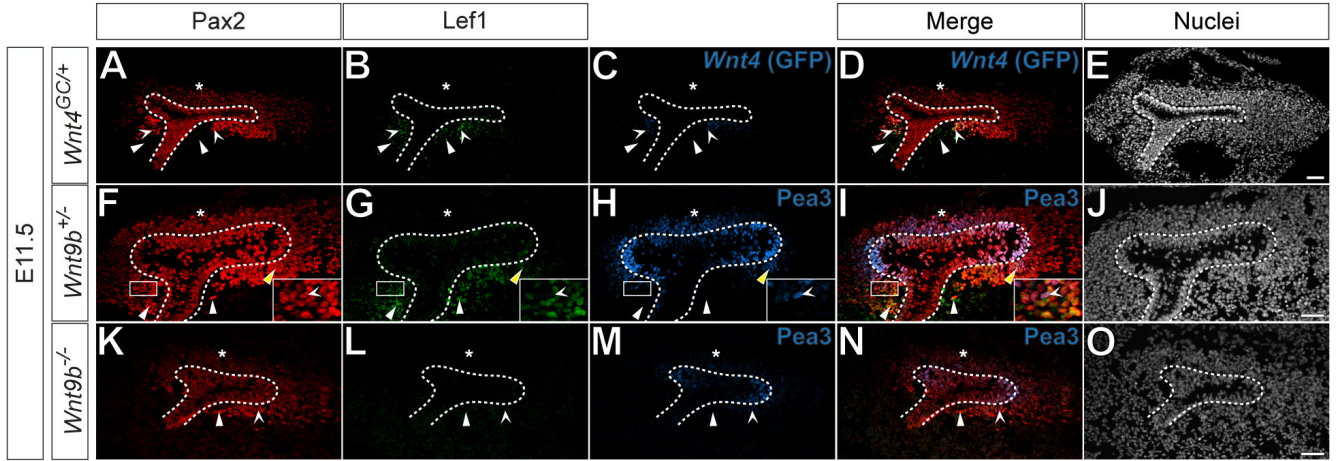 Pax2 Lef1 Merge Nuclei
E11.5
Wnt4GC/+
A * B * C Wnt4 (GFP) * D Wnt4 (GFP) * E
Wnt9b+/-
F * G * H Pea3 * I Pea3 * J
Wnt9b-/-
K * L * M Pea3 * N Pea3 * O